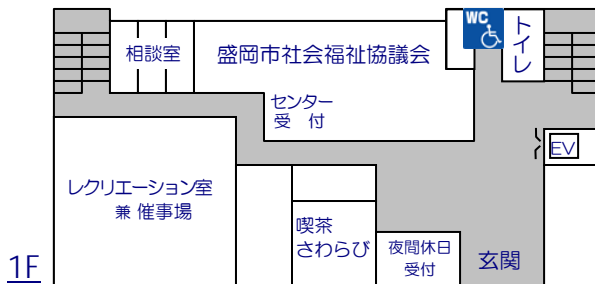 WC
トイレ
相談室
盛岡市社会福祉協議会
センター
受 付
EV
レクリエーション室
兼 催事場
喫茶
さわらび
夜間休日
受付
玄関
1F